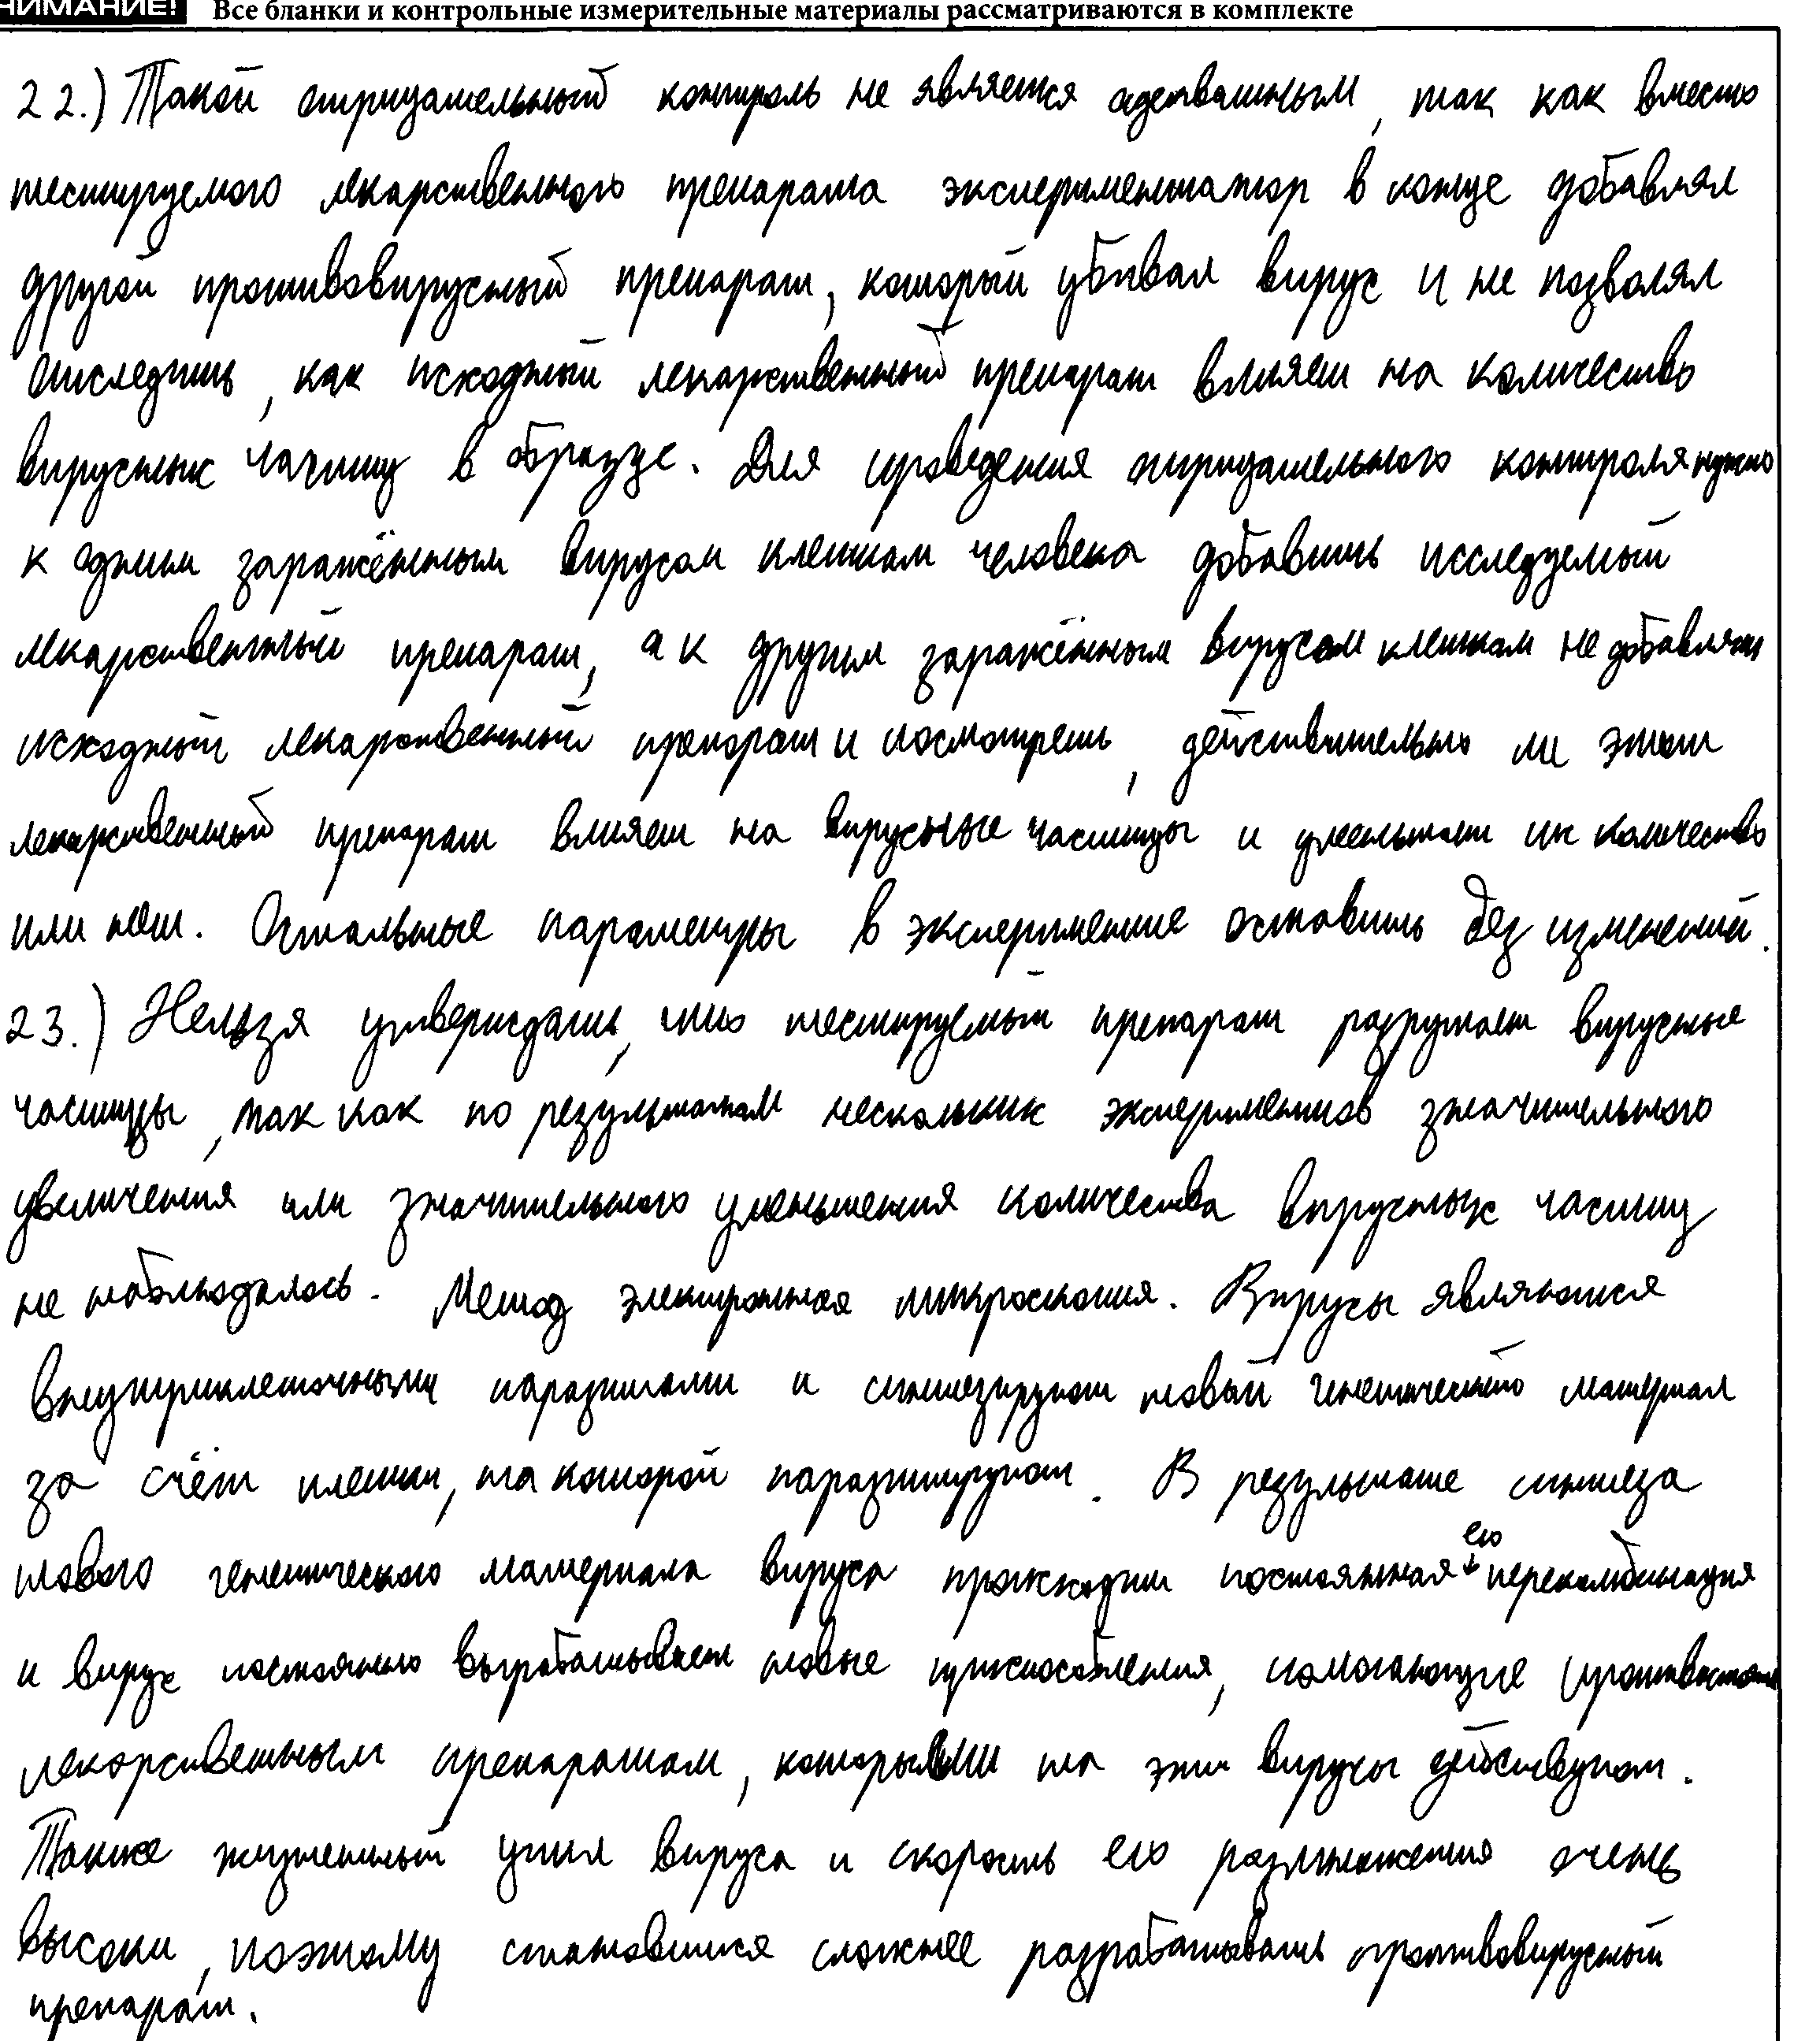 НИМАНИЕ! Все бланки и контрольные измерительные материалы рассматриваются в комплекте
22.) Такой отрицательный контроль не является адекватным, так как вместо
тестируемого лекарственного препарата экспериментатор в конце добавлял
другой противовирусный препарат, который убивал вирус и не позволял
отследить, как исходный лекарственный препарат влияет на количество
вирусных частиц в образце. Для проведения отрицательного контроля нужно
к одним заражённым вирусом клеткам человека добавить исследуемый
лекарственный препарат, а к другим заражённым вирусом клеткам не добавлять
исходный лекарственный препарат и посмотреть, действительно ли этот
лекарственный препарат влияет на вирусные частицы и уменьшает их количество
или нет. Остальные параметры в эксперименте оставить без изменений.
23.) Нельзя утверждать, что тестируемый препарат разрушает вирусные
частицы, так как по результатам нескольких экспериментов значительного
увеличения или значительного уменьшения количества вирусных частиц
не наблюдалось. Метод электронная микроскопия. Вирусы являются
внутриклеточными паразитами и синтезируют новый генетический материал
за счёт клетки, на которой паразитируют. В результате синтеза
нового генетического материала вируса происходит постоянная его перекомбинация
и вирус постоянно вырабатывает новые приспособления, помогающие противостоять
лекарственным препаратам, которыми на эти вирусы действуют.
Также жизненный цикл вируса и скорость его размножения очень
высоки, поэтому становится сложнее разрабатывать противовирусный
препарат.